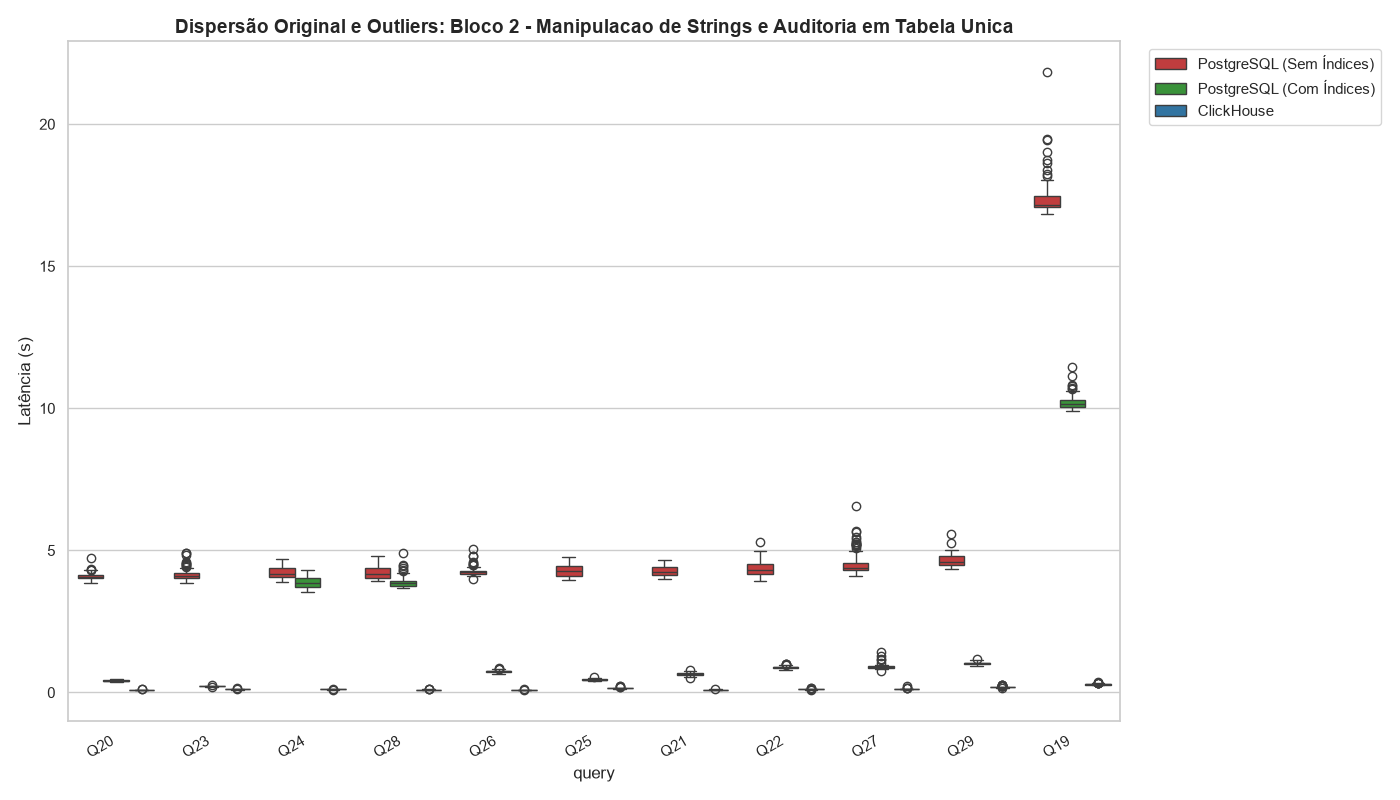 Dispersão Original e Outliers: Bloco 2 - Manipulacao de Strings e Auditoria em Tabela Unica
PostgreSQL (Sem Índices)
PostgreSQL (Com Índices)
ClickHouse
Latência (s)
20
15
10
5
0
Q20
Q23
Q24
Q28
Q26
Q25
Q21
Q22
Q27
Q29
Q19
query